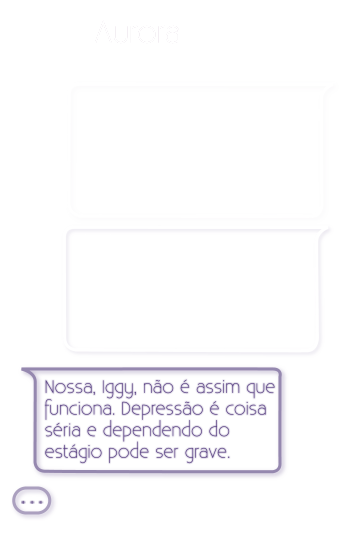 Aurora
Nossa, Iggy, não é assim que
funciona. Depressão é coisa
séria e dependendo do
estágio pode ser grave.
...